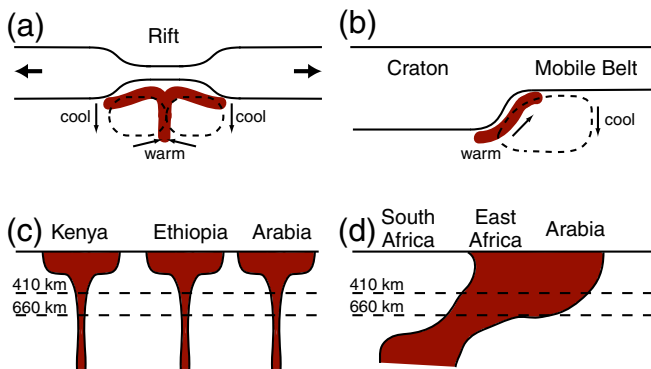 (a)
Rift
cool
cool
warm
(b)
Craton
Mobile Belt
cool
warm
(c)
Kenya
Ethiopia
Arabia
410 km
660 km
(d)
South
Africa
East
Africa
Arabia
410 km
660 km